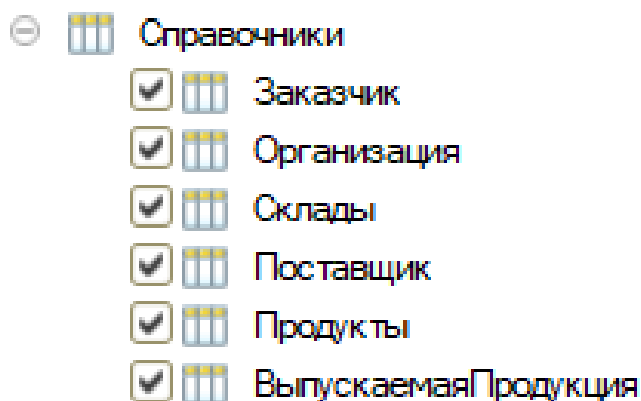 Справочники
Заказчик
Организация
Склады
Поставщик
Продукты
ВыпускаемаяПродукция